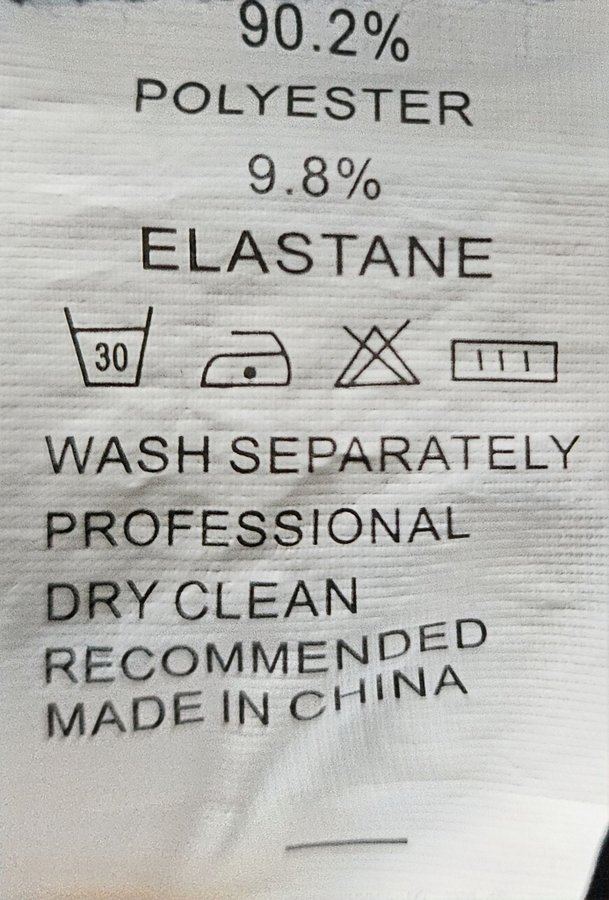 90.2%
POLYESTER
9.8%
ELASTANE
30
WASH SEPARATELY
PROFESSIONAL
DRY CLEAN
RECOMMENDED
MADE IN CHINA